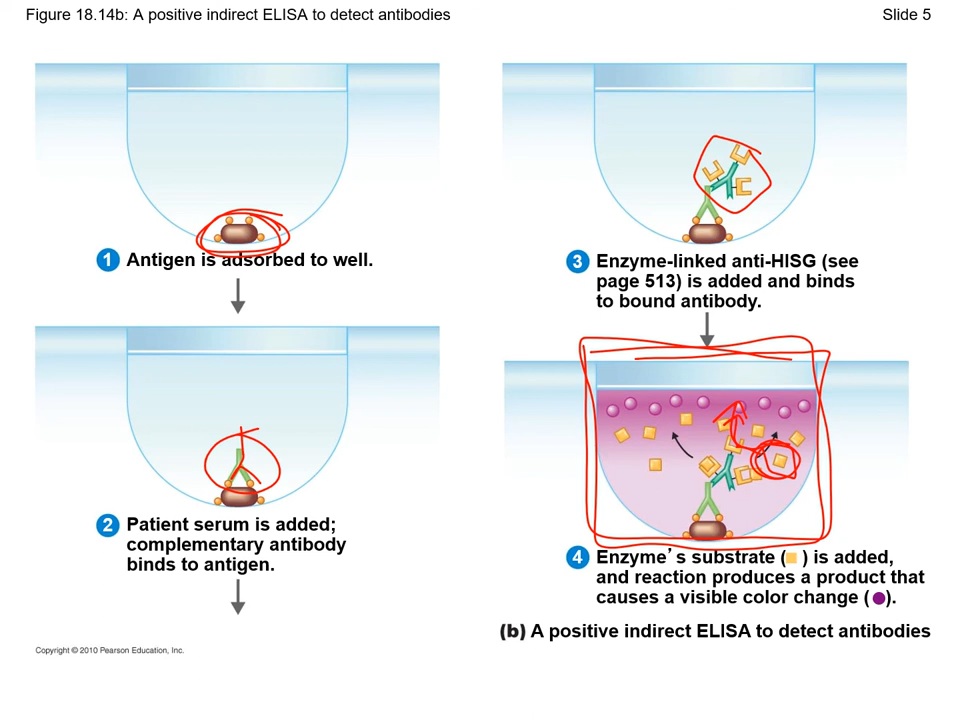 Figure 18.14b: A positive indirect ELISA to detect antibodies
Slide 5
1 Antigen is adsorbed to well.
2 Patient serum is added;
complementary antibody
binds to antigen.
3 Enzyme-linked anti-HISG (see
page 513) is added and binds
to bound antibody.
4 Enzyme’s substrate ( ) is added,
and reaction produces a product that
causes a visible color change ( ).
(b) A positive indirect ELISA to detect antibodies
Copyright © 2010 Pearson Education, Inc.